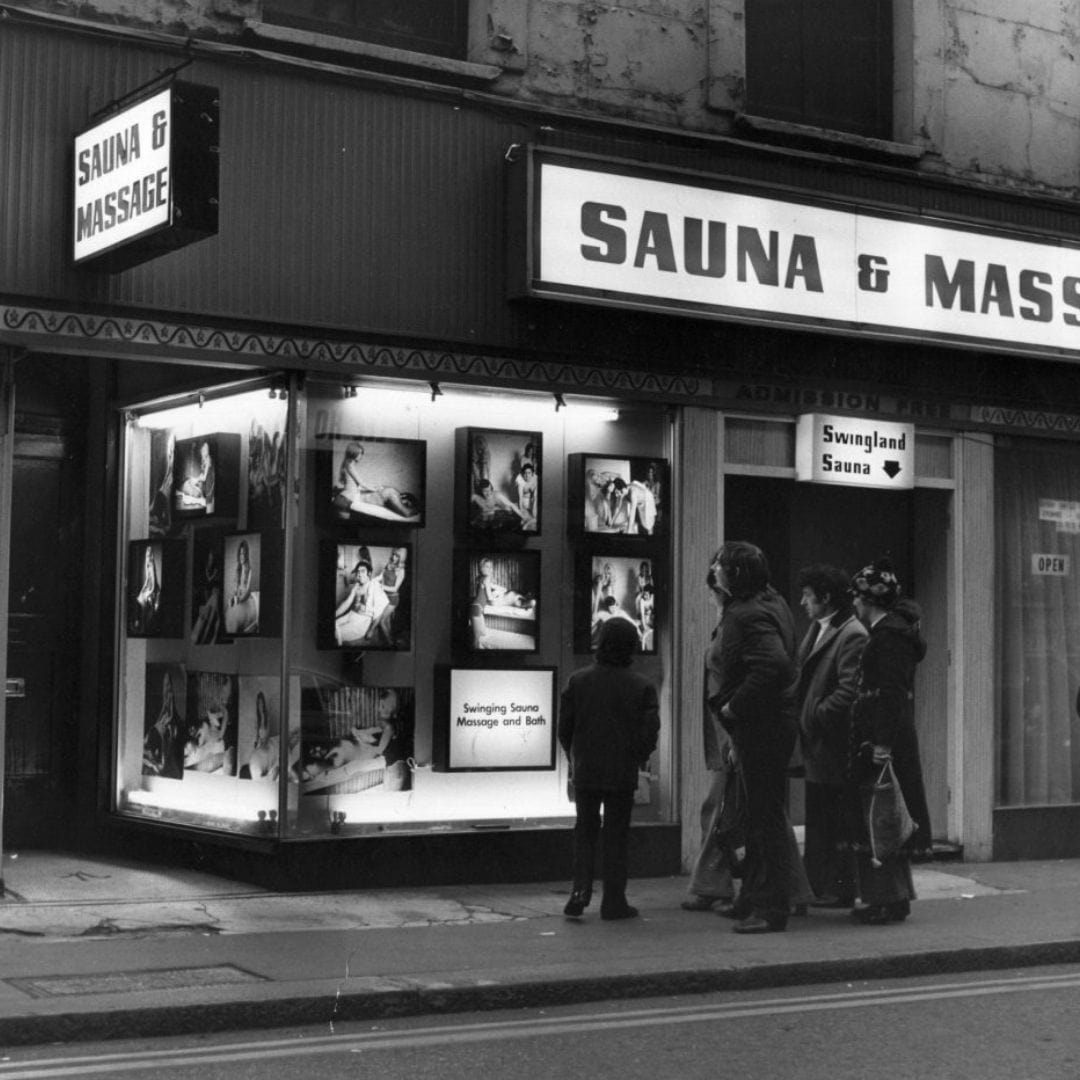 SAUNA &
MASSAGE
SAUNA & MASS
ADMISSION FREE
Swingland
Sauna
OPEN
Swinging Sauna
Massage and Bath